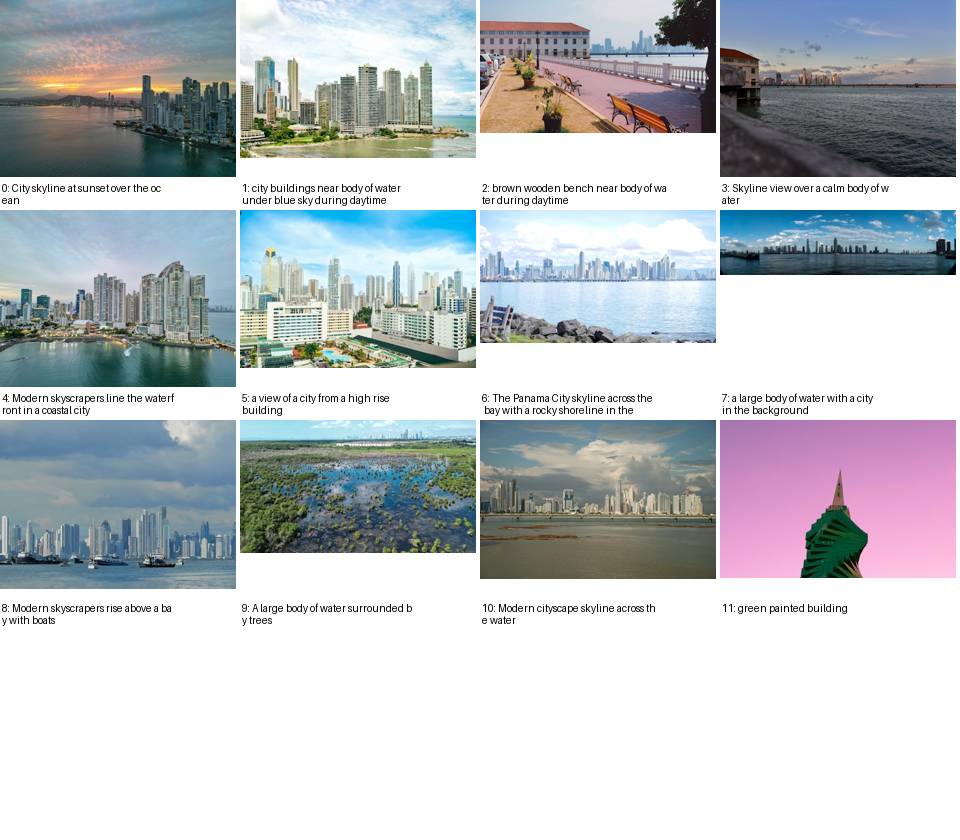 0: City skyline at sunset over the oc
ean
1: city buildings near body of water
under blue sky during daytime
2: brown wooden bench near body of wa
ter during daytime
3: Skyline view over a calm body of w
ater
4: Modern skyscrapers line the waterf
ront in a coastal city
5: a view of a city from a high rise
building
6: The Panama City skyline across the
bay with a rocky shoreline in the
7: a large body of water with a city
in the background
8: Modern skyscrapers rise above a ba
y with boats
9: A large body of water surrounded b
y trees
10: Modern cityscape skyline across th
e water
11: green painted building